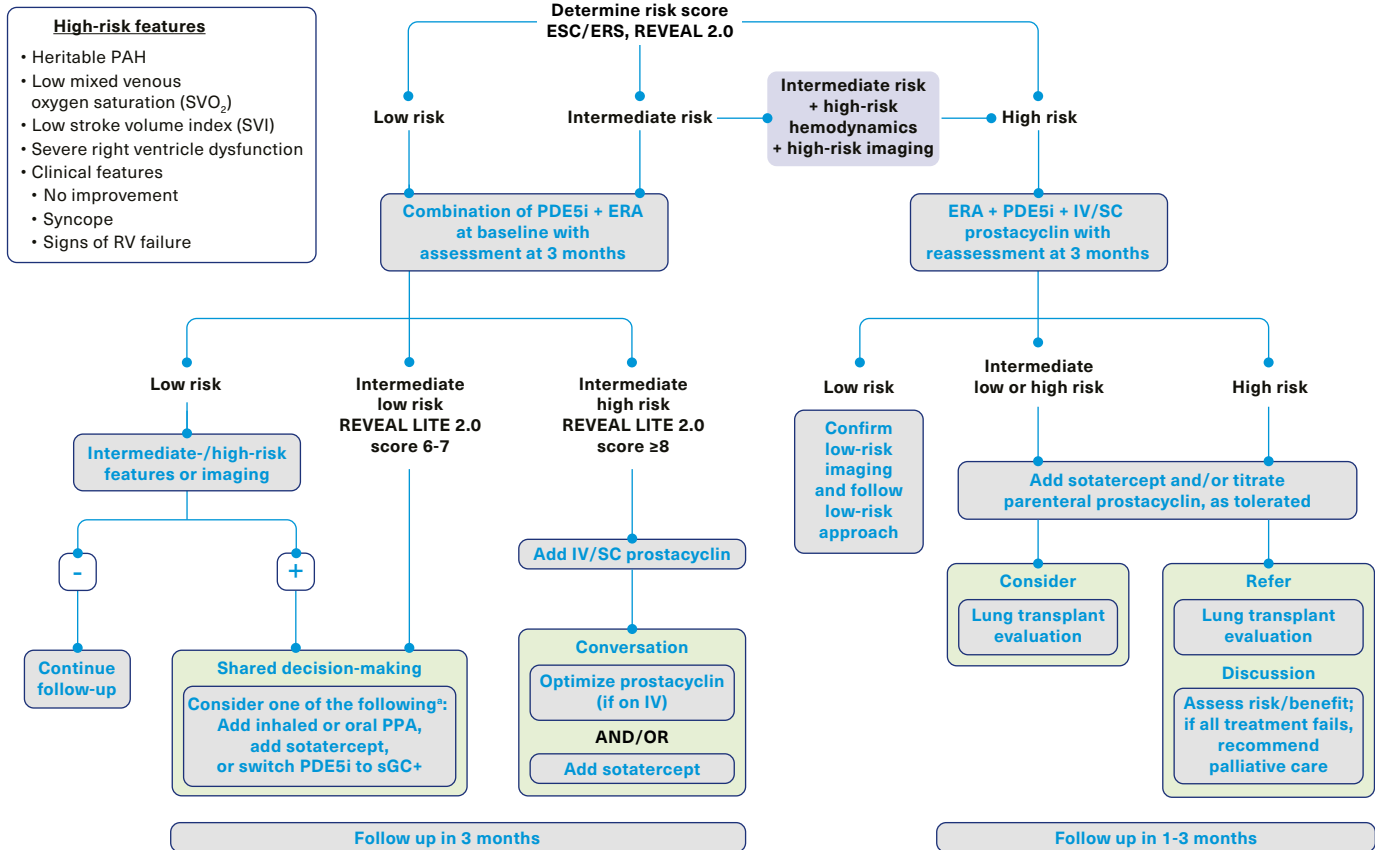 High-risk features
• Heritable PAH
• Low mixed venous
oxygen saturation (SVO₂)
• Low stroke volume index (SVI)
• Severe right ventricle dysfunction
• Clinical features
• No improvement
• Syncope
• Signs of RV failure
Determine risk score
ESC/ERS, REVEAL 2.0
Low risk
Intermediate risk
Intermediate risk
+ high-risk
hemodynamics
+ high-risk imaging
High risk
Combination of PDE5i + ERA
at baseline with
assessment at 3 months
ERA + PDE5i + IV/SC
prostacyclin with
reassessment at 3 months
Low risk
Intermediate
low risk
REVEAL LITE 2.0
score 6-7
Intermediate
high risk
REVEAL LITE 2.0
score ≥8
Low risk
Intermediate
low or high risk
High risk
Intermediate-/high-risk
features or imaging
-
+
Continue
follow-up
Shared decision-making
Consider one of the followingᵃ:
Add inhaled or oral PPA,
add sotatercept,
or switch PDE5i to sGC+
Add IV/SC prostacyclin
Conversation
Optimize prostacyclin
(if on IV)
AND/OR
Add sotatercept
Confirm
low-risk
imaging
and follow
low-risk
approach
Add sotatercept and/or titrate
parenteral prostacyclin, as tolerated
Consider
Lung transplant
evaluation
Refer
Lung transplant
evaluation
Discussion
Assess risk/benefit;
if all treatment fails,
recommend
palliative care
Follow up in 3 months
Follow up in 1-3 months